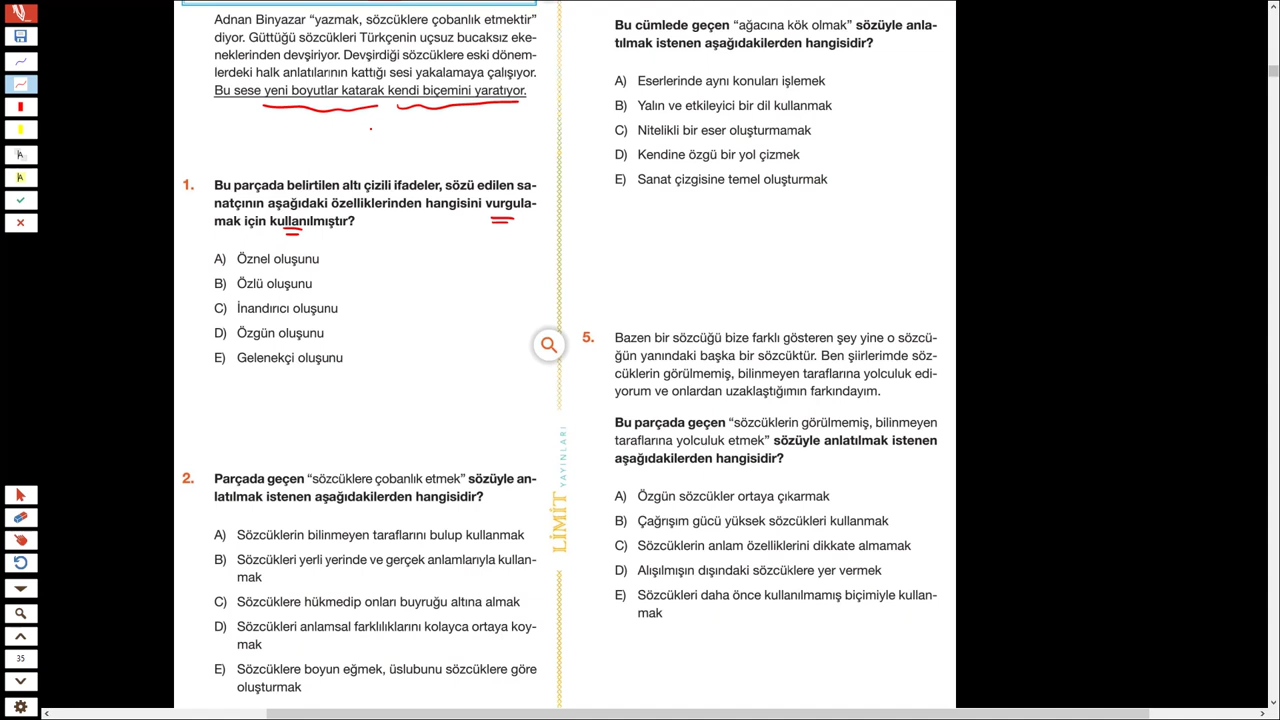 Adnan Binyazar “yazmak, sözcüklere çobanlık etmektir”
diyor. Güttüğü sözcükleri Türkçenin uçsuz bucaksız eke-
neklerinden devşiriyor. Devşirdiği sözcüklere eski dönem-
lerdeki halk anlatılarının kattığı sesi yakalamaya çalışıyor.
Bu sese yeni boyutlar katarak kendi biçemini yaratıyor.
1. Bu parçada belirtilen altı çizili ifadeler, sözü edilen sa-
natçının aşağıdaki özelliklerinden hangisini vurgula-
mak için kullanılmıştır?
A) Öznel oluşunu
B) Özlü oluşunu
C) İnandırıcı oluşunu
D) Özgün oluşunu
E) Gelenekçi oluşunu
2. Parçada geçen “sözcüklere çobanlık etmek” sözüyle an-
latılmak istenen aşağıdakilerden hangisidir?
A) Sözcüklerin bilinmeyen taraflarını bulup kullanmak
B) Sözcükleri yerli yerinde ve gerçek anlamlarıyla kullan-
mak
C) Sözcüklere hükmedip onları buyruğu altına almak
D) Sözcükleri anlamsal farklılıklarını kolayca ortaya koy-
mak
E) Sözcüklere boyun eğmek, üslubunu sözcüklere göre
oluşturmak
Bu cümlede geçen “ağacına kök olmak” sözüyle anla-
tılmak istenen aşağıdakilerden hangisidir?
A) Eserlerinde aynı konuları işlemek
B) Yalın ve etkileyici bir dil kullanmak
C) Nitelikli bir eser oluşturmamak
D) Kendine özgü bir yol çizmek
E) Sanat çizgisine temel oluşturmak
5. Bazen bir sözcüğü bize farklı gösteren şey yine o sözcü-
ğün yanındaki başka bir sözcüktür. Ben şiirlerimde söz-
cüklerin görülmemiş, bilinmeyen taraflarına yolculuk edi-
yorum ve onlardan uzaklaştığımın farkındayım.
Bu parçada geçen “sözcüklerin görülmemiş, bilinmeyen
taraflarına yolculuk etmek” sözüyle anlatılmak istenen
aşağıdakilerden hangisidir?
A) Özgün sözcükler ortaya çıkarmak
B) Çağrışım gücü yüksek sözcükleri kullanmak
C) Sözcüklerin anlam özelliklerini dikkate almamak
D) Alışılmışın dışındaki sözcüklere yer vermek
E) Sözcükleri daha önce kullanılmamış biçimiyle kullan-
mak
LİMİT YAYINLARI
A
A
35